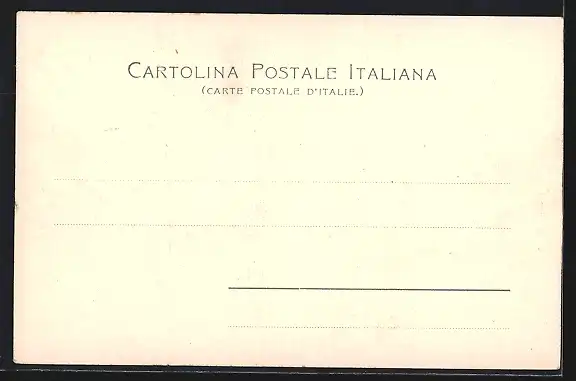 CARTOLINA POSTALE ITALIANA
(CARTE POSTALE D'ITALIE.)